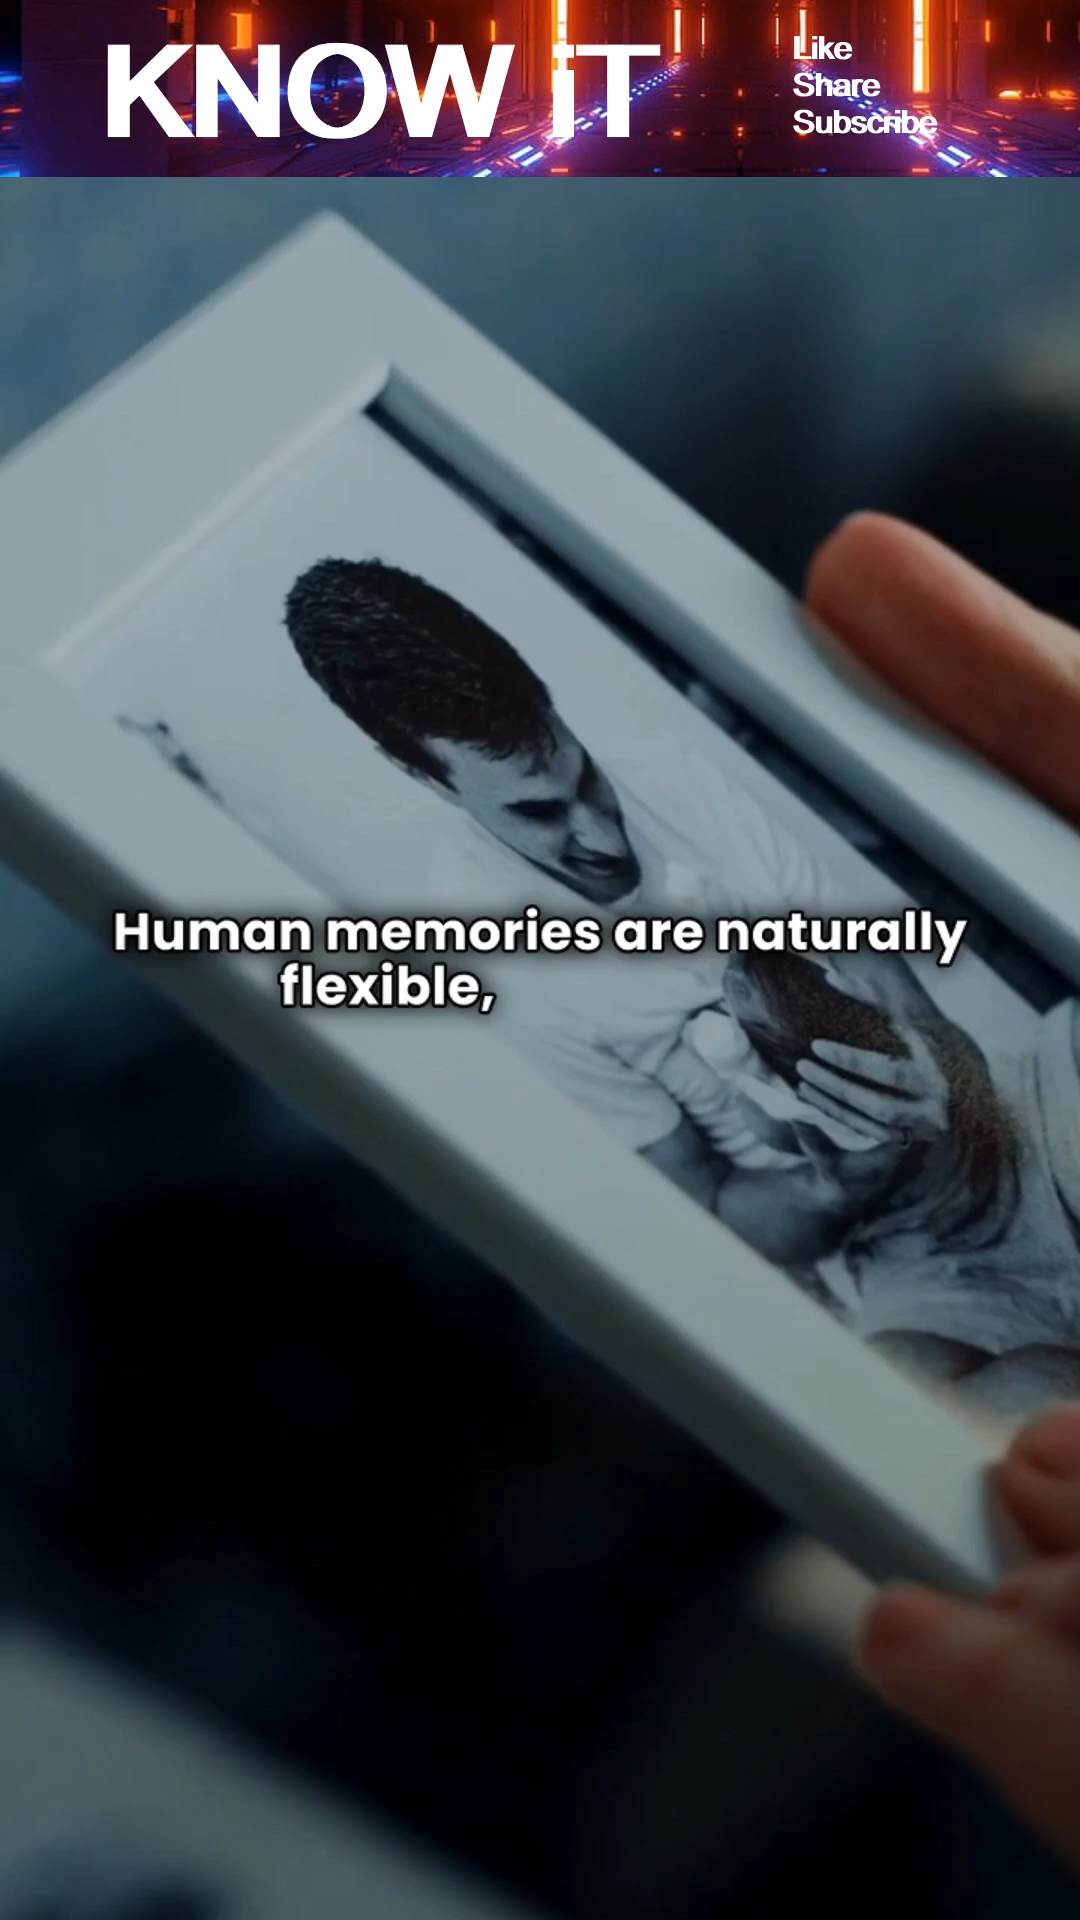 KNOW iT
Like
Share
Subscribe
Human memories are naturally
flexible,